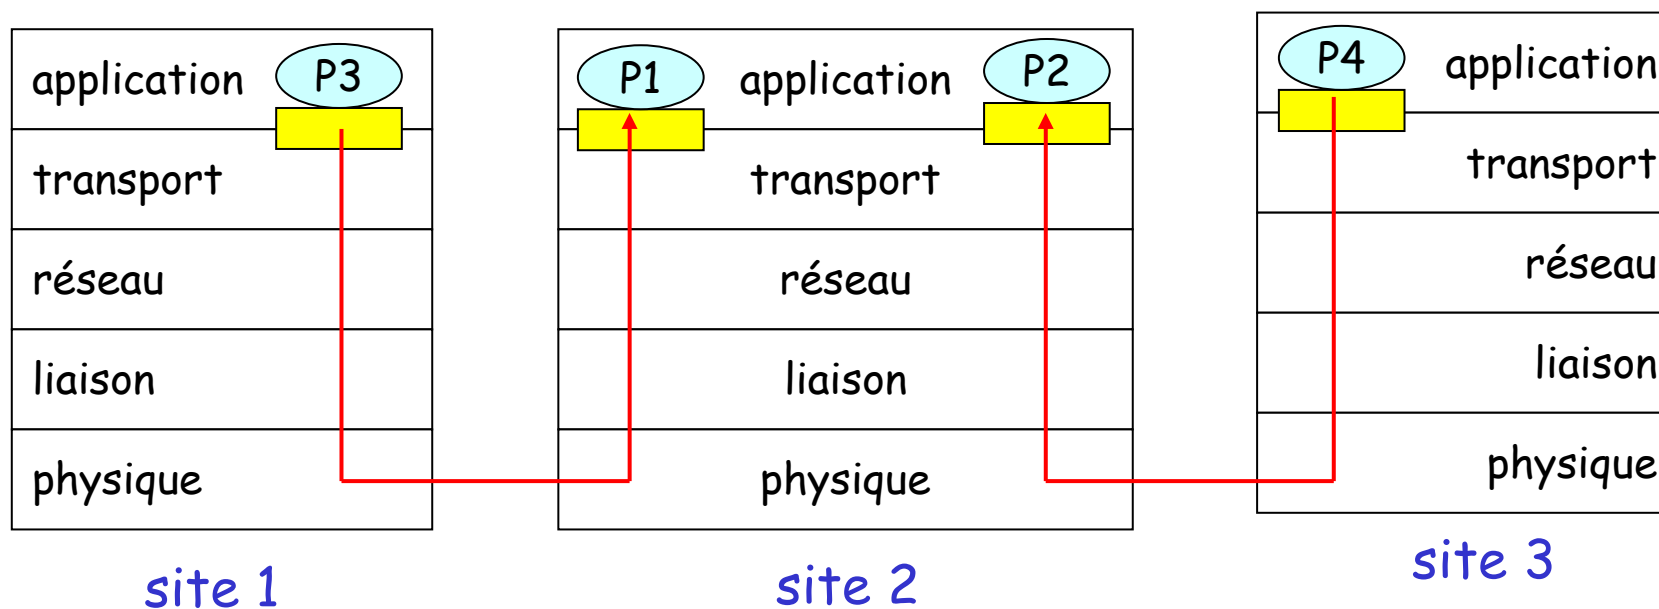 application P3
transport
réseau
liaison
physique
site 1
P1 application P2
transport
réseau
liaison
physique
site 2
P4 application
transport
réseau
liaison
physique
site 3